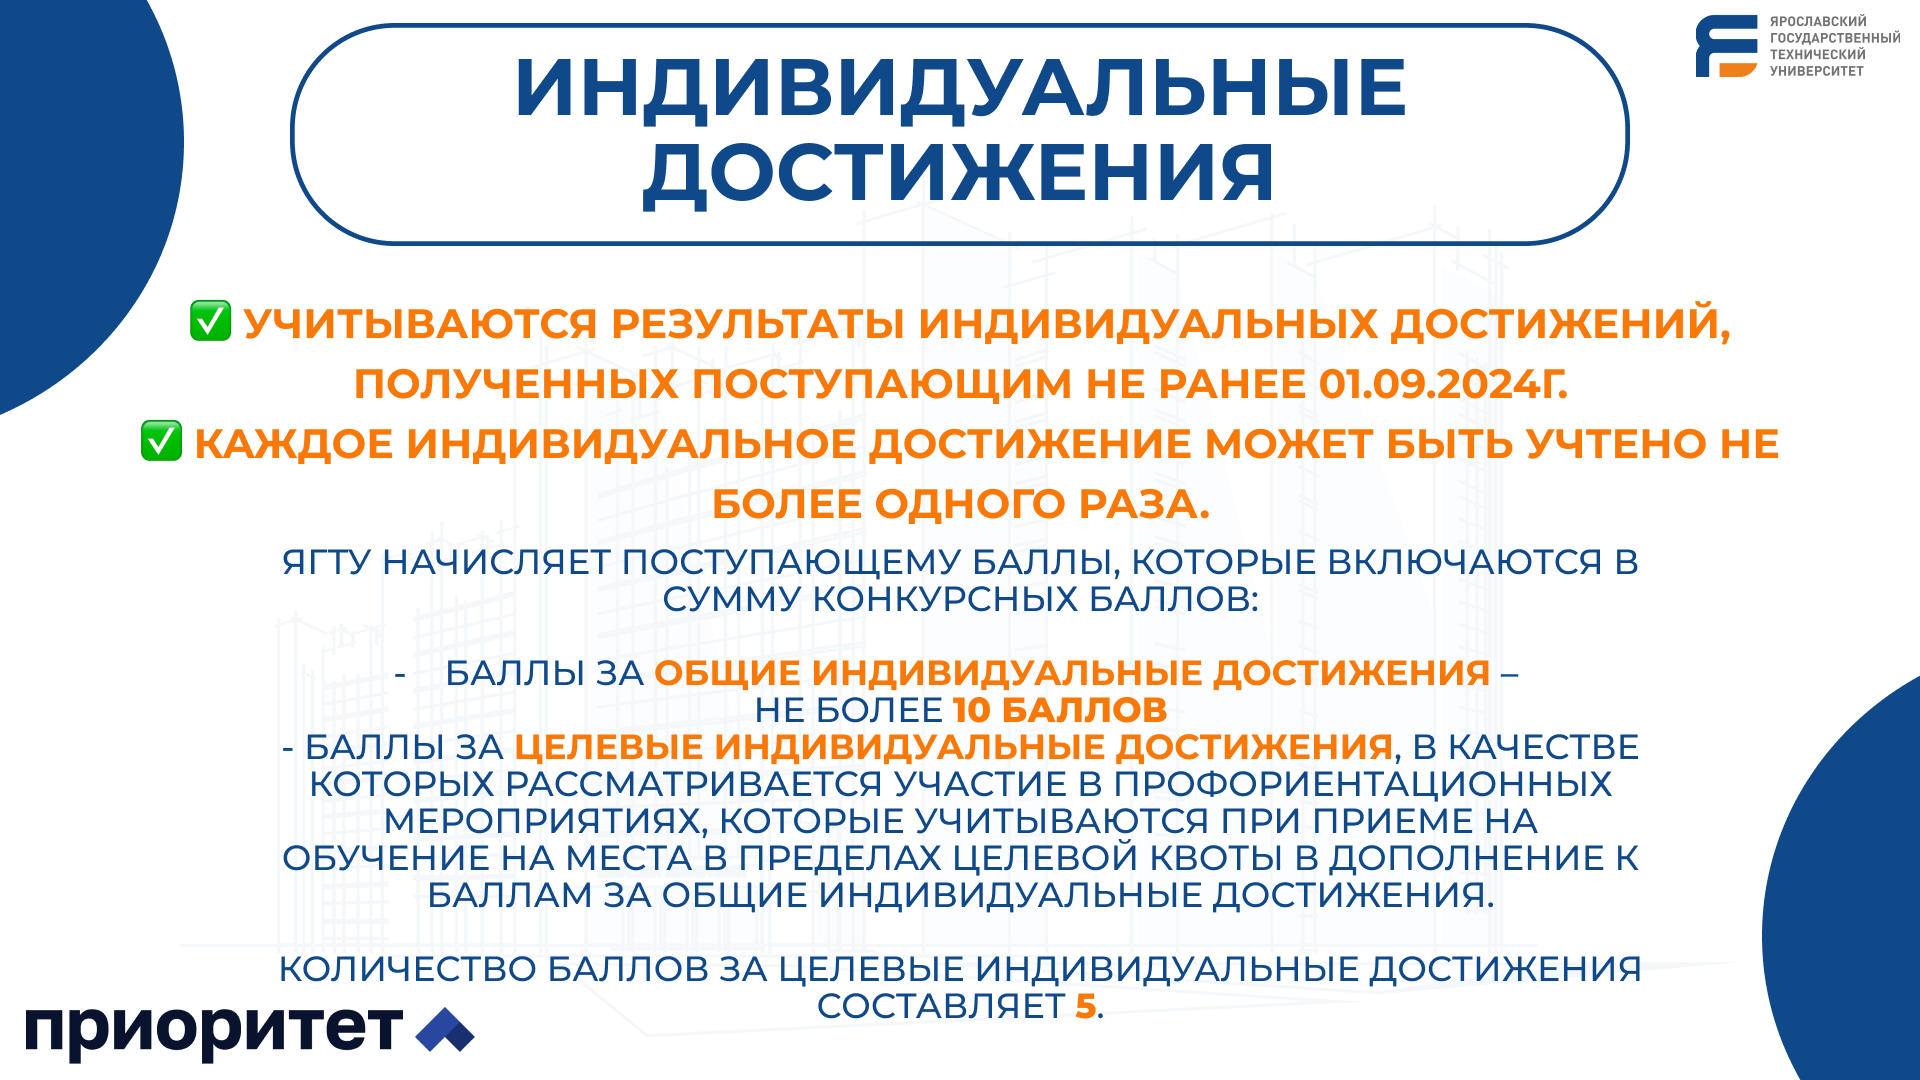 ЯРОСЛАВСКИЙ
ГОСУДАРСТВЕННЫЙ
ТЕХНИЧЕСКИЙ
УНИВЕРСИТЕТ
ИНДИВИДУАЛЬНЫЕ
ДОСТИЖЕНИЯ
✅ УЧИТЫВАЮТСЯ РЕЗУЛЬТАТЫ ИНДИВИДУАЛЬНЫХ ДОСТИЖЕНИЙ,
ПОЛУЧЕННЫХ ПОСТУПАЮЩИМ НЕ РАНЕЕ 01.09.2024Г.
✅ КАЖДОЕ ИНДИВИДУАЛЬНОЕ ДОСТИЖЕНИЕ МОЖЕТ БЫТЬ УЧТЕНО НЕ
БОЛЕЕ ОДНОГО РАЗА.
ЯГТУ НАЧИСЛЯЕТ ПОСТУПАЮЩЕМУ БАЛЛЫ, КОТОРЫЕ ВКЛЮЧАЮТСЯ В
СУММУ КОНКУРСНЫХ БАЛЛОВ:
- БАЛЛЫ ЗА ОБЩИЕ ИНДИВИДУАЛЬНЫЕ ДОСТИЖЕНИЯ –
НЕ БОЛЕЕ 10 БАЛЛОВ
- БАЛЛЫ ЗА ЦЕЛЕВЫЕ ИНДИВИДУАЛЬНЫЕ ДОСТИЖЕНИЯ, В КАЧЕСТВЕ
КОТОРЫХ РАССМАТРИВАЕТСЯ УЧАСТИЕ В ПРОФОРИЕНТАЦИОННЫХ
МЕРОПРИЯТИЯХ, КОТОРЫЕ УЧИТЫВАЮТСЯ ПРИ ПРИЕМЕ НА
ОБУЧЕНИЕ НА МЕСТА В ПРЕДЕЛАХ ЦЕЛЕВОЙ КВОТЫ В ДОПОЛНЕНИЕ К
БАЛЛАМ ЗА ОБЩИЕ ИНДИВИДУАЛЬНЫЕ ДОСТИЖЕНИЯ.
КОЛИЧЕСТВО БАЛЛОВ ЗА ЦЕЛЕВЫЕ ИНДИВИДУАЛЬНЫЕ ДОСТИЖЕНИЯ
СОСТАВЛЯЕТ 5.
приоритет